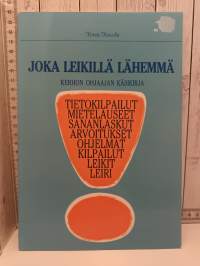 JOKA LEIKILLÄ LÄHEMMÄ
KERHON OHJAAJAN KÄSIKIRJA
TIETOKILPAILUT
MIETELAUSEET
SANANLASKUT
ARVOITUKSET
OHJELMAT
KILPAILUT
LEIKIT
LEIRI